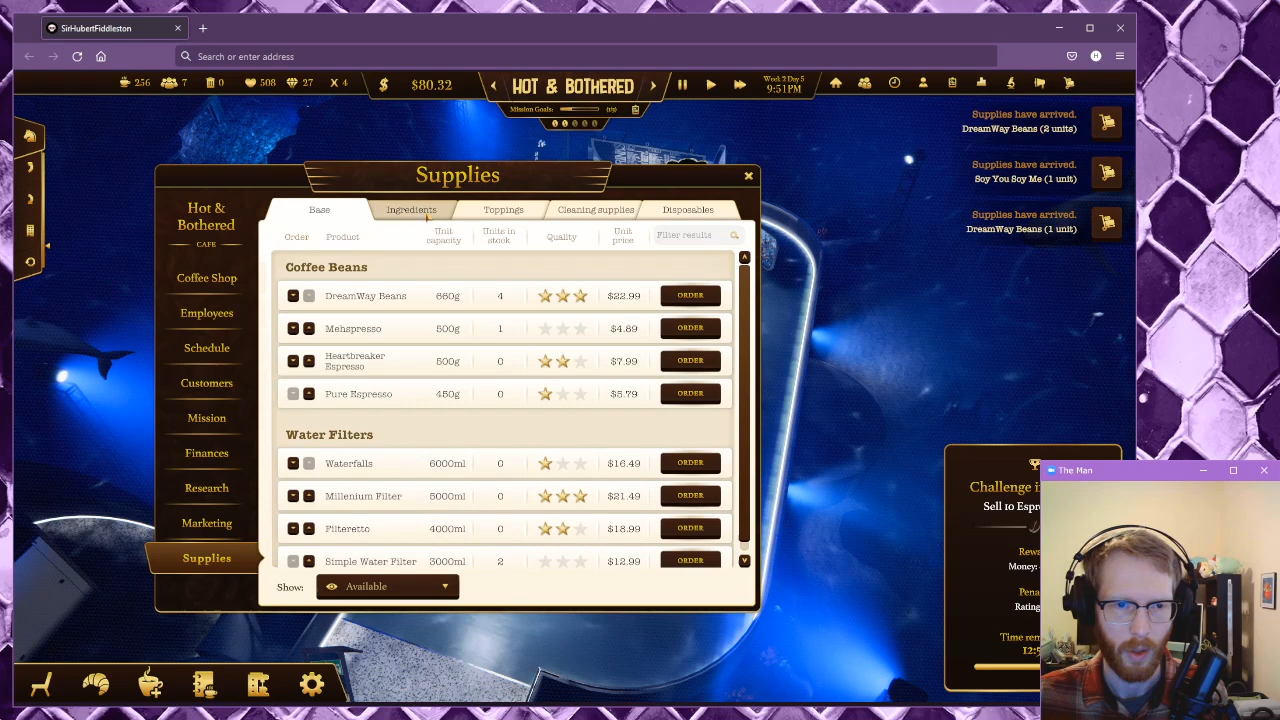 SirHubertFiddleston
Search or enter address
H
256
7
0
508
27
4
$
$80.32
HOT & BOTHERED
Week 2 Day 5
9:51PM
Mission Goals:
Supplies have arrived.
DreamWay Beans (2 units)
Supplies have arrived.
Soy You Soy Me (1 unit)
Supplies have arrived.
DreamWay Beans (1 unit)
Supplies
Hot &
Bothered
CAFE
Coffee Shop
Employees
Schedule
Customers
Mission
Finances
Research
Marketing
Supplies
Base
Ingredients
Toppings
Cleaning supplies
Disposables
Order
Product
Unit
capacity
Units in
stock
Quality
Unit
price
Filter results
Coffee Beans
DreamWay Beans 660g 4 $22.99 ORDER
Mehspresso 500g 1 $4.89 ORDER
Heartbreaker
Espresso 500g 0 $7.99 ORDER
Pure Espresso 450g 0 $5.79 ORDER
Water Filters
Waterfalls 6000ml 0 $16.49 ORDER
Millenium Filter 5000ml 0 $21.49 ORDER
Filteretto 4000ml 0 $18.99 ORDER
Simple Water Filter 3000ml 2 $12.99 ORDER
Show:
Available
Challenge
Sell 10
Money:
Rating
The Man